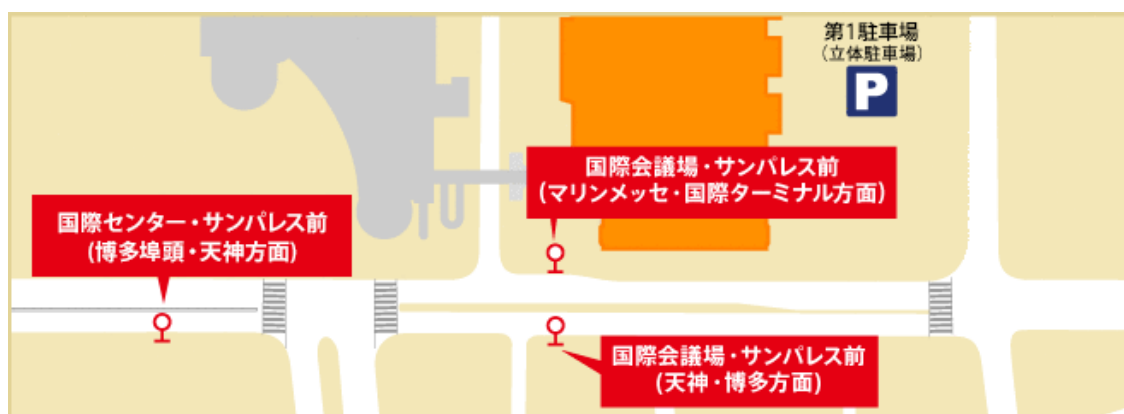 第1駐車場
（立体駐車場）
P
国際会議場・サンパレス前
(マリンメッセ・国際ターミナル方面)
国際センター・サンパレス前
(博多埠頭・天神方面)
国際会議場・サンパレス前
(天神・博多方面)